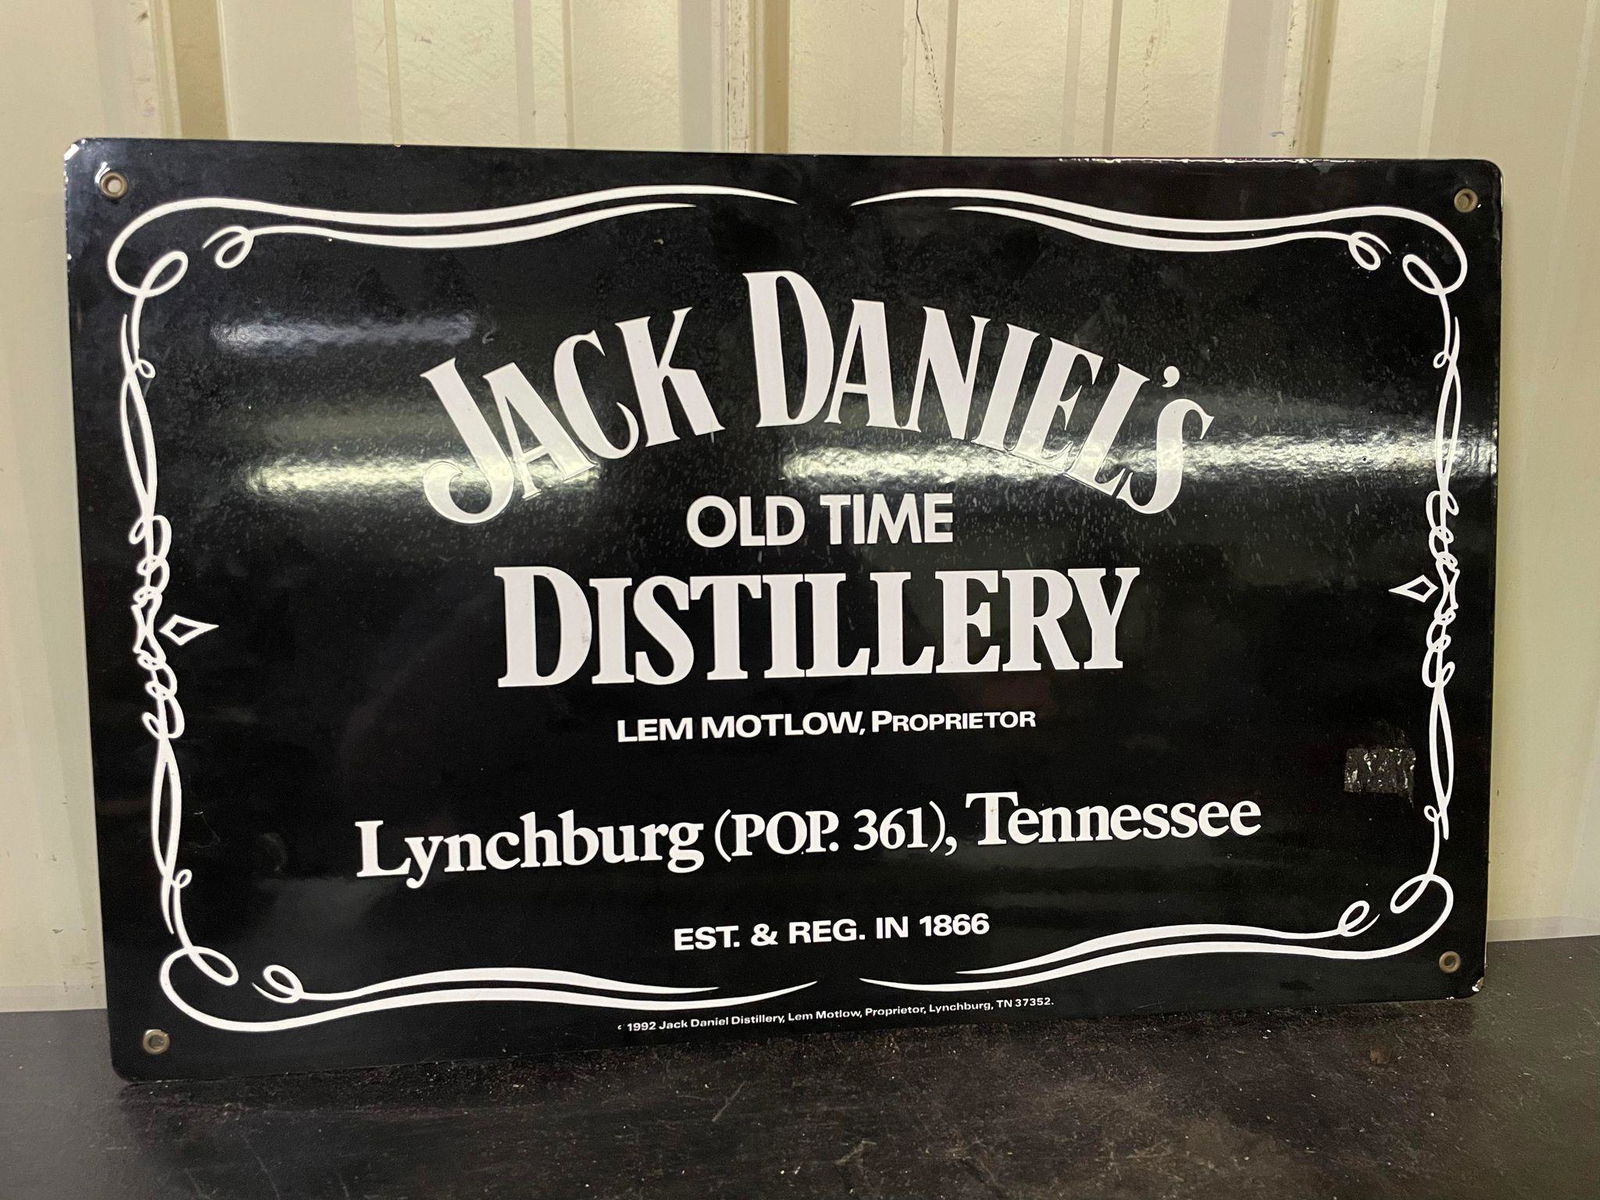 JACK DANIEL'S
OLD TIME
DISTILLERY
LEM MOTLOW, PROPRIETOR
Lynchburg (POP. 361), Tennessee
EST. & REG. IN 1866
© 1992 Jack Daniel Distillery, Lem Motlow, Proprietor, Lynchburg, TN 37352.